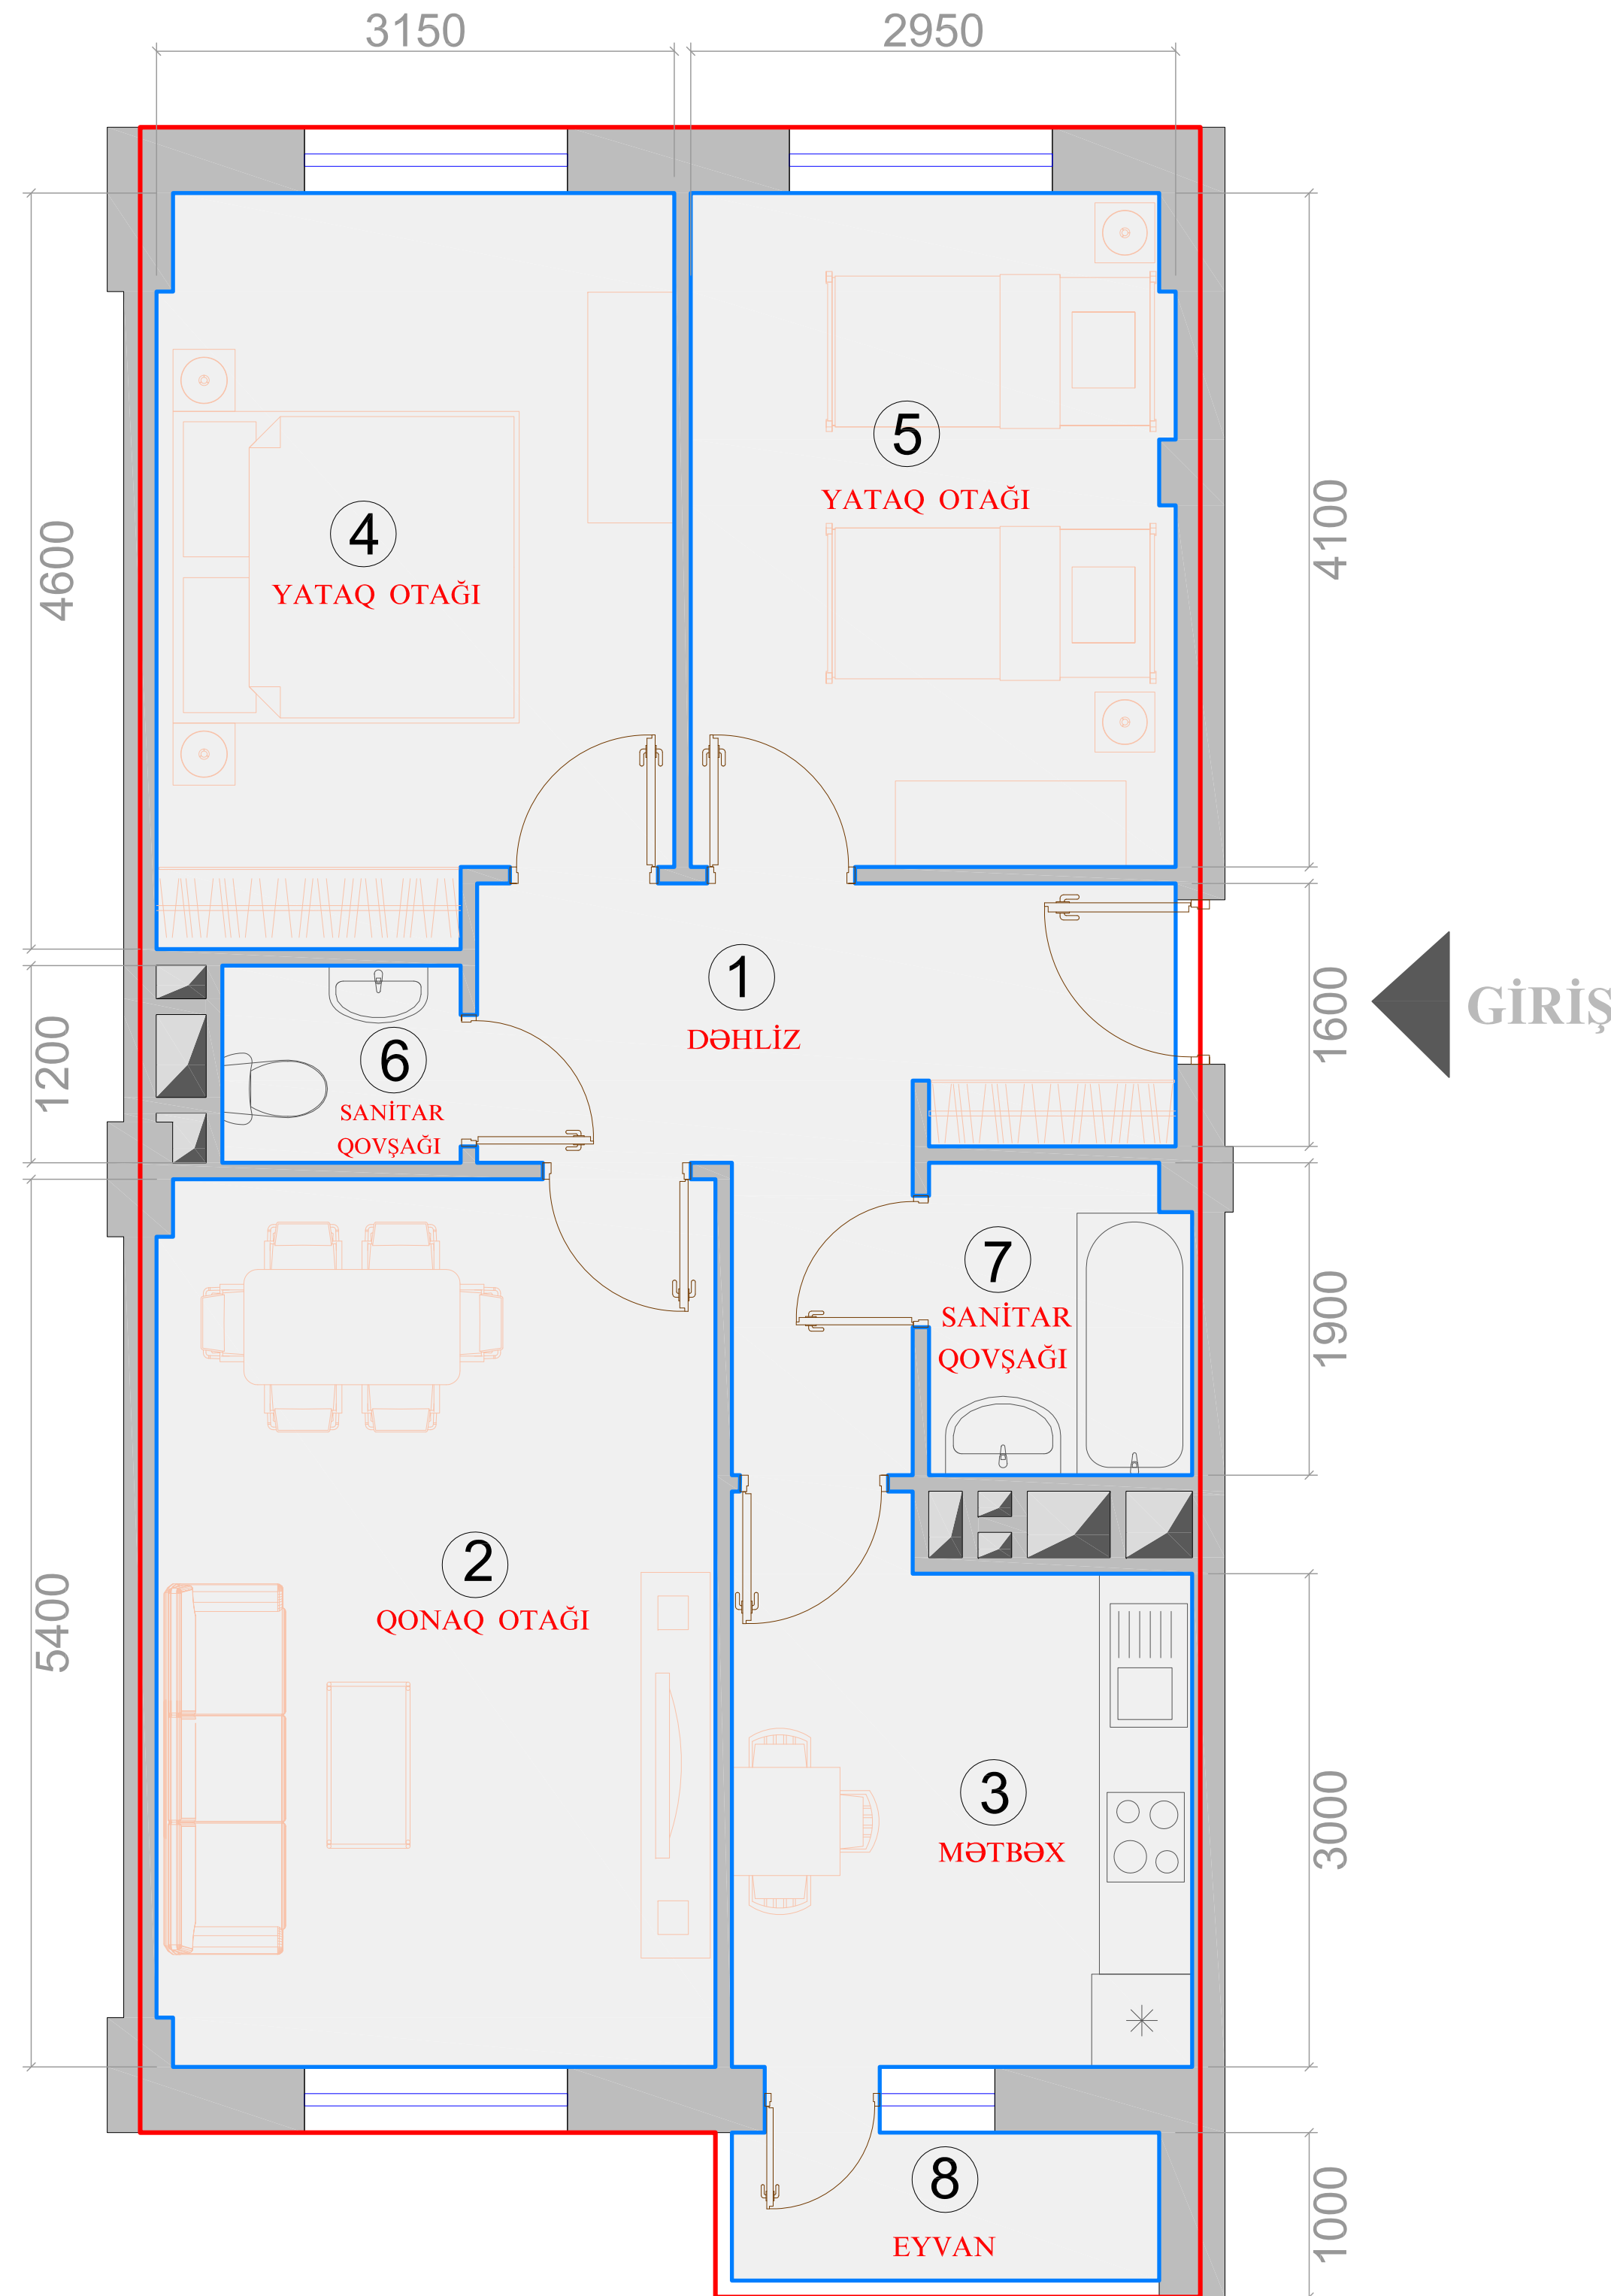 3150
2950
4600
4100
5
YATAQ OTAĞI
4
YATAQ OTAĞI
1
DƏHLİZ
1600
GİRİŞ
1200
6
SANİTAR
QOVŞAĞI
7
SANİTAR
QOVŞAĞI
1900
5400
2
QONAQ OTAĞI
3
MƏTBƏX
3000
8
EYVAN
1000